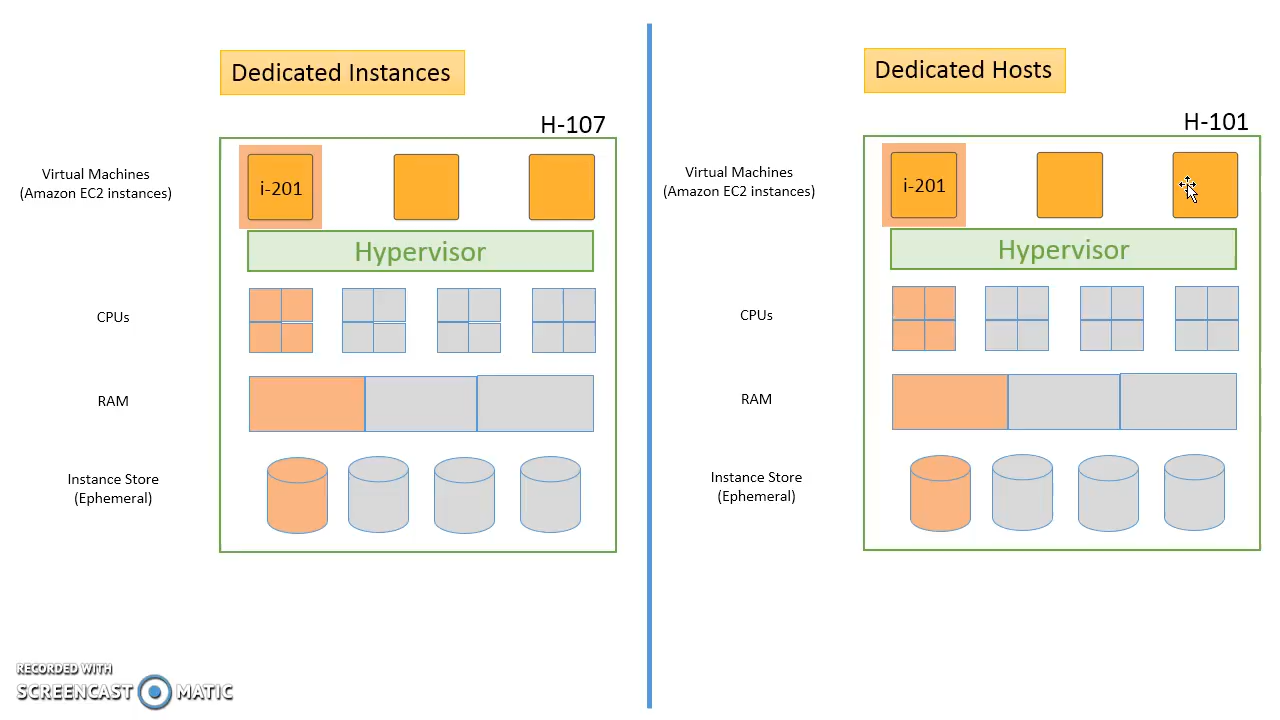 Dedicated Instances
H-107
Virtual Machines
(Amazon EC2 instances)
i-201
Hypervisor
CPUs
RAM
Instance Store
(Ephemeral)
Dedicated Hosts
H-101
Virtual Machines
(Amazon EC2 instances)
i-201
Hypervisor
CPUs
RAM
Instance Store
(Ephemeral)
RECORDED WITH
SCREENCAST MATIC